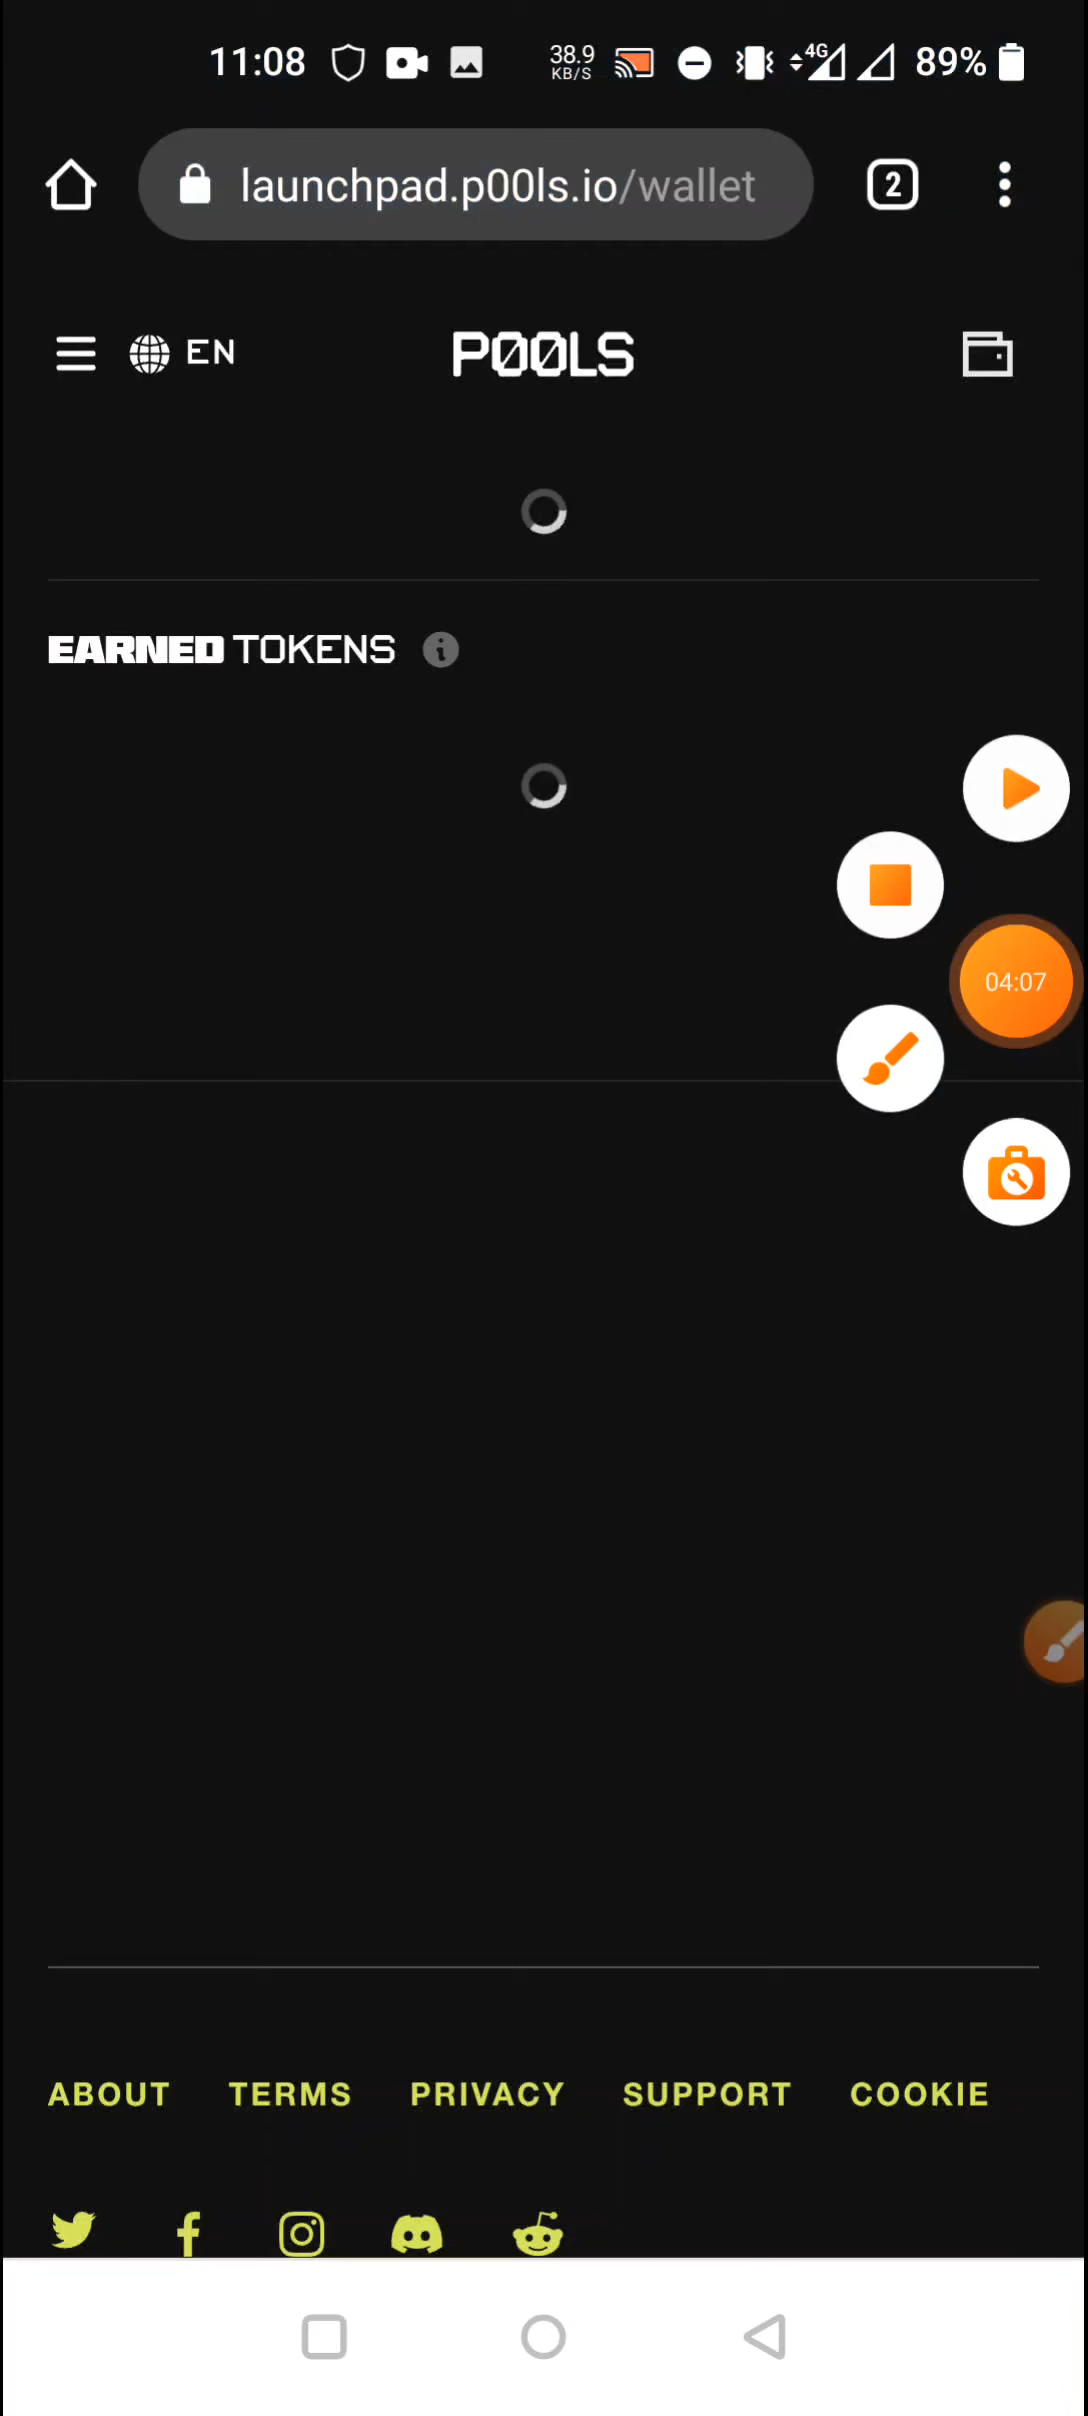 11:08 38.9 KB/S 4G 89%
launchpad.p00ls.io/wallet 2
EN P00LS
EARNED TOKENS
04:07
ABOUT TERMS PRIVACY SUPPORT COOKIE